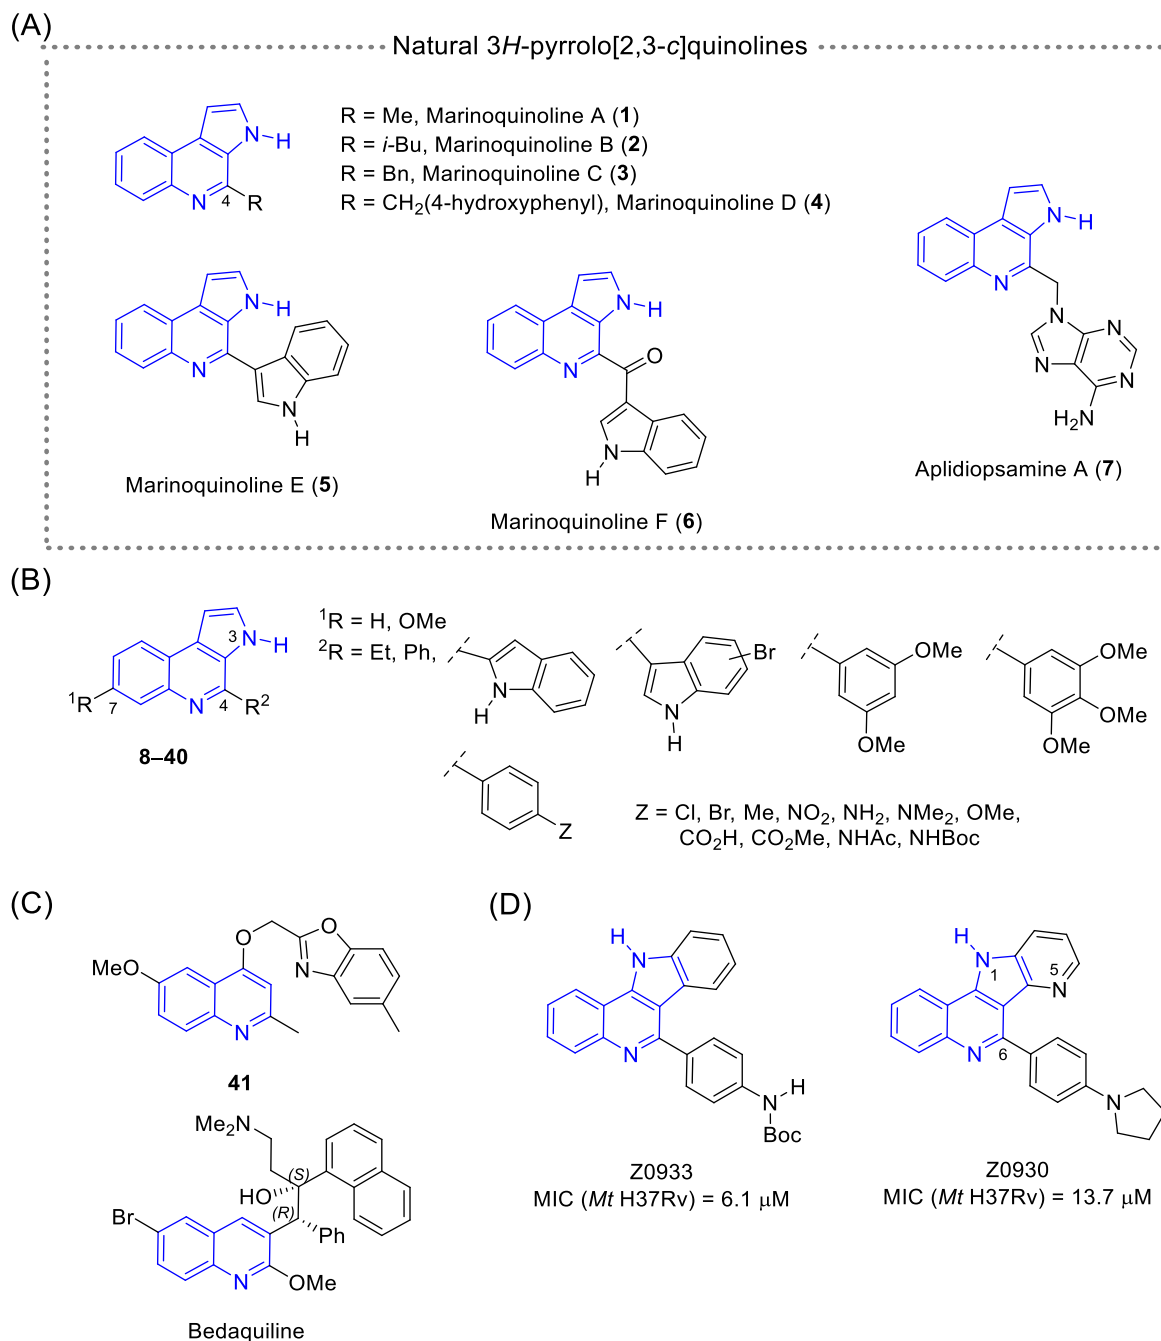 (A)
Natural 3H-pyrrolo[2,3-c]quinolines
R = Me, Marinoquinoline A (1)
R = i-Bu, Marinoquinoline B (2)
R = Bn, Marinoquinoline C (3)
R = CH2(4-hydroxyphenyl), Marinoquinoline D (4)
N H
N 4 R
N H
N
N
H
Marinoquinoline E (5)
N H
N
O
N
H
Marinoquinoline F (6)
N H
N
N N
N N
H2N
Aplidiopsamine A (7)
(B)
3 N H
1R 7 N 4 R2
8–40
1R = H, OMe
2R = Et, Ph,
N
H
Br
N
H
OMe
OMe
OMe
OMe
OMe
Z
Z = Cl, Br, Me, NO2, NH2, NMe2, OMe,
CO2H, CO2Me, NHAc, NHBoc
(C)
O O
MeO N
N
41
Me2N
(S)
HO
(R)
Br Ph
N OMe
Bedaquiline
(D)
H
N
N
H
N
Boc
Z0933
MIC (Mt H37Rv) = 6.1 μM
H
N 5
1 N
N 6
N
Z0930
MIC (Mt H37Rv) = 13.7 μM